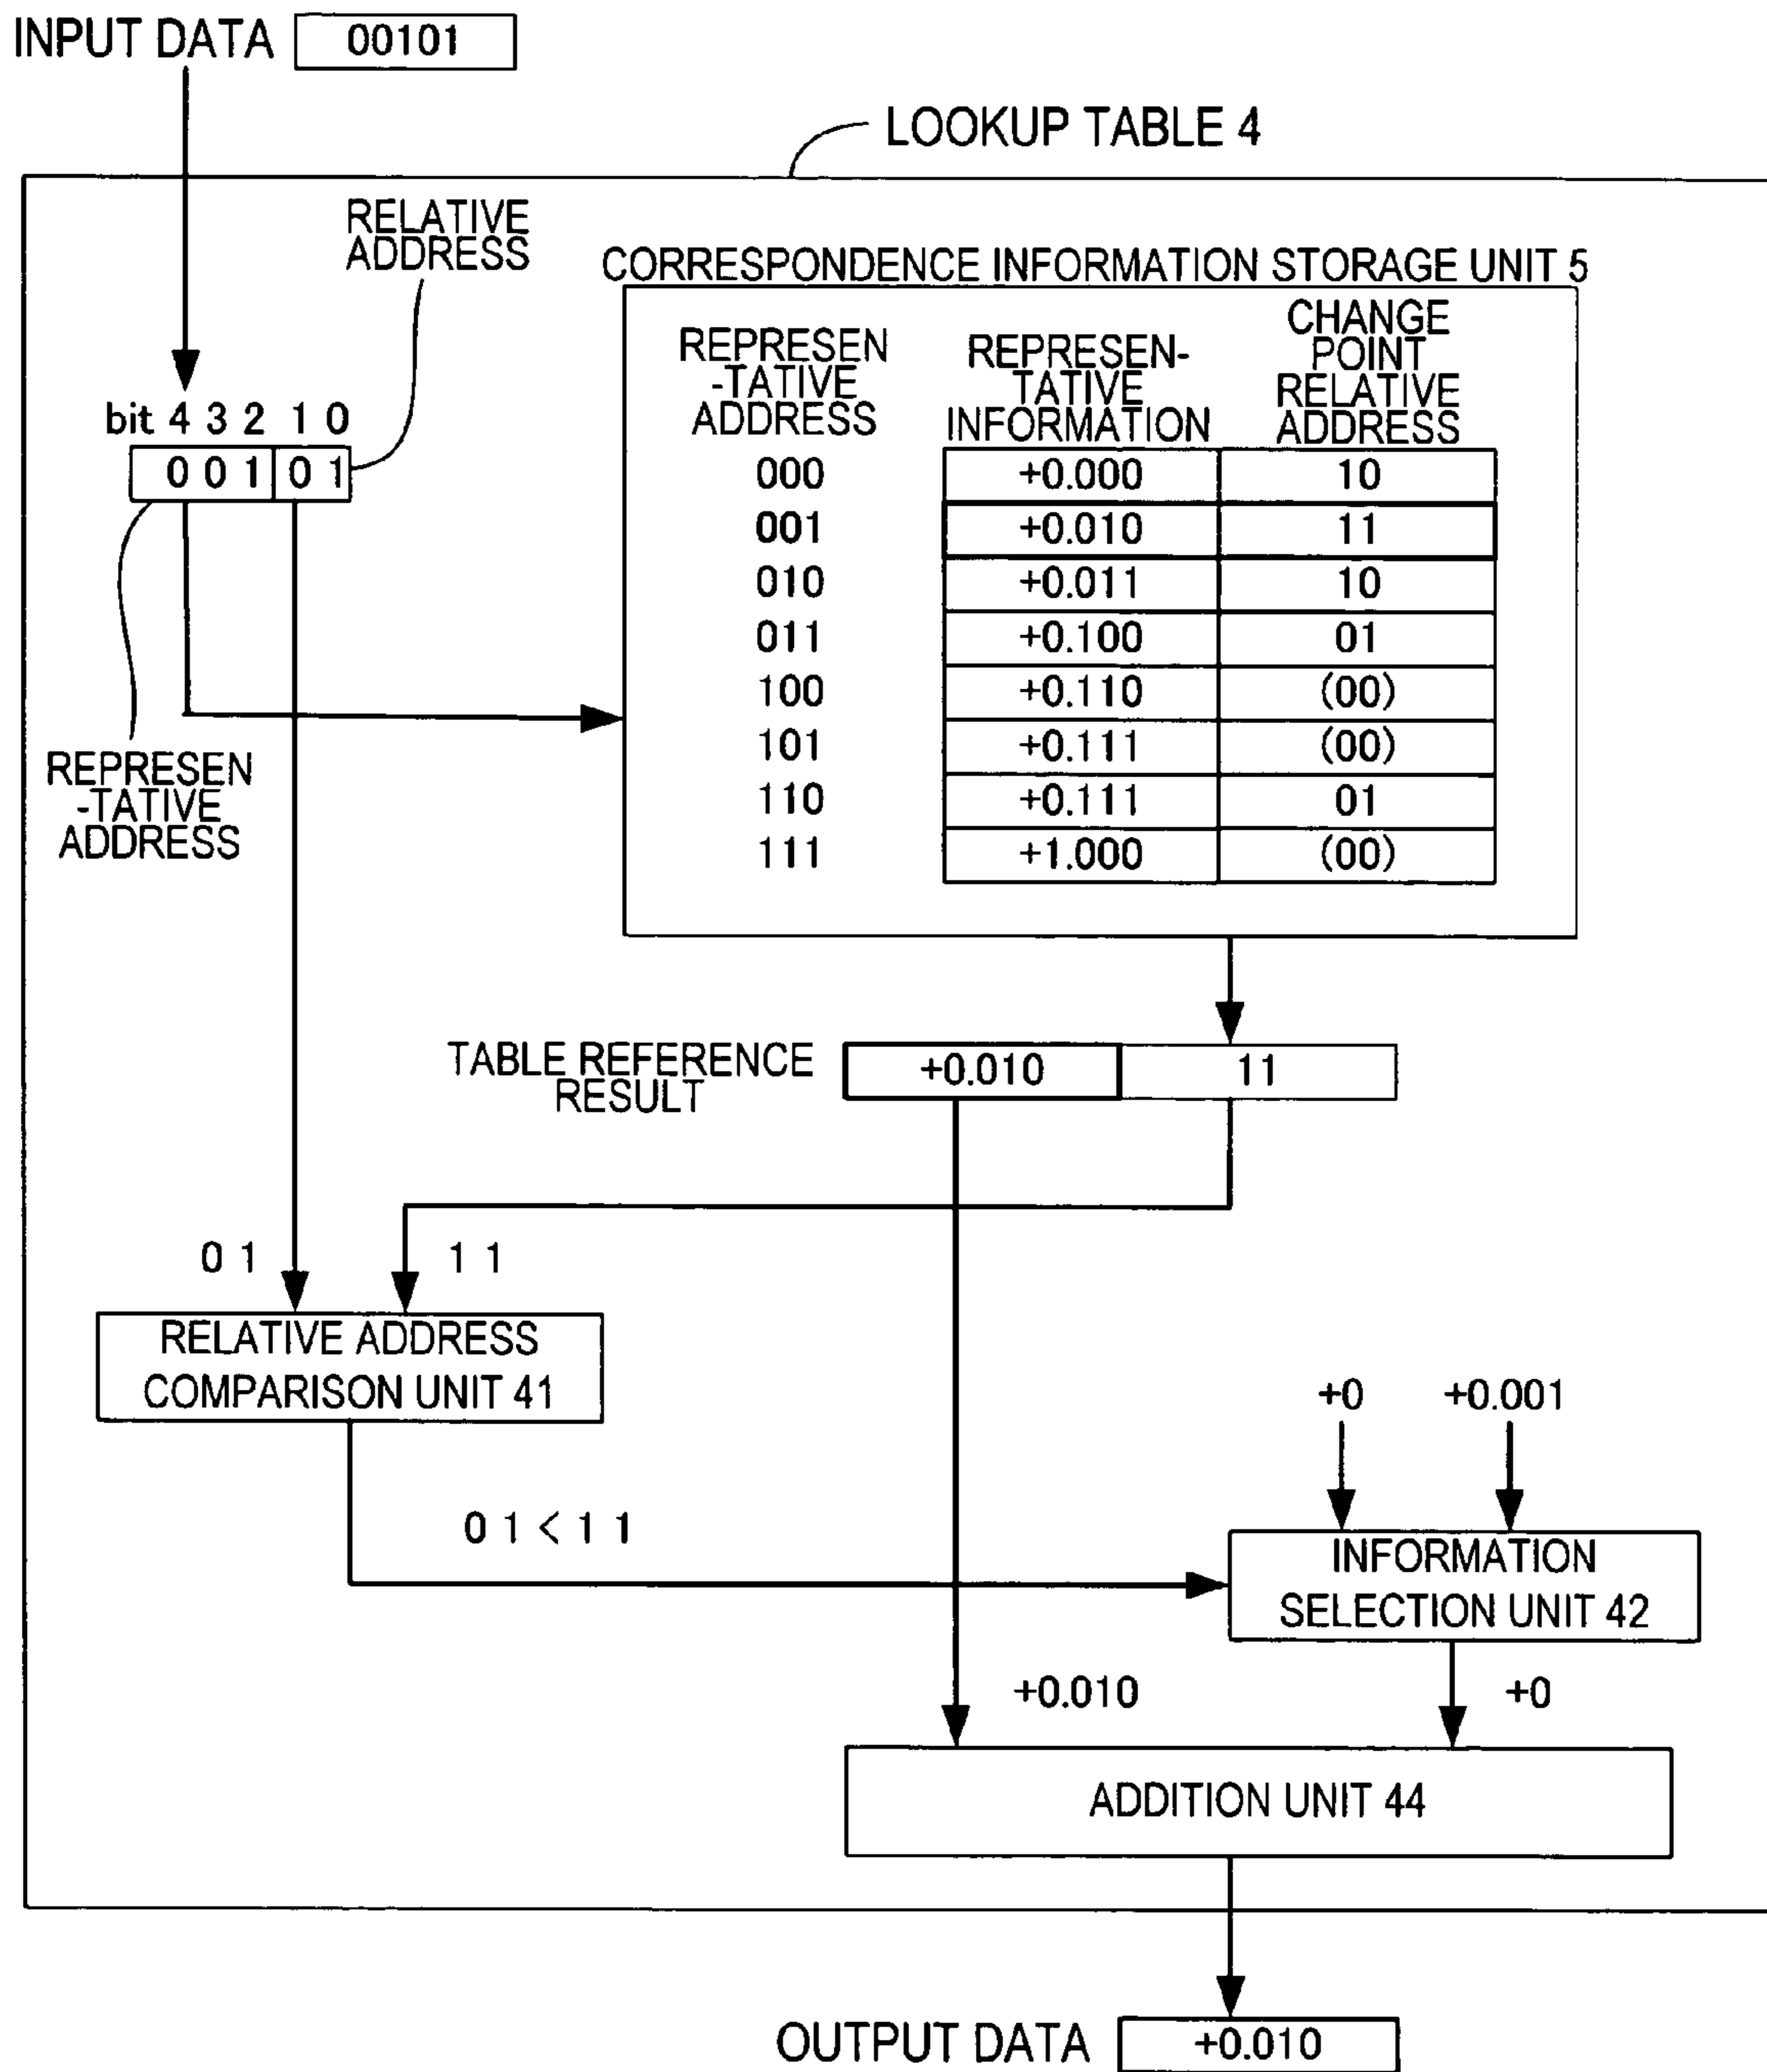 INPUT DATA 00101
LOOKUP TABLE 4
RELATIVE
ADDRESS
CORRESPONDENCE INFORMATION STORAGE UNIT 5
REPRESEN
-TATIVE
ADDRESS
REPRESEN-
TATIVE
INFORMATION
CHANGE
POINT
RELATIVE
ADDRESS
bit 4 3 2 1 0
0 0 1 0 1
000 +0.000 10
001 +0.010 11
010 +0.011 10
011 +0.100 01
100 +0.110 (00)
101 +0.111 (00)
110 +0.111 01
111 +1.000 (00)
REPRESEN
-TATIVE
ADDRESS
TABLE REFERENCE
RESULT
+0.010 11
0 1 1 1
RELATIVE ADDRESS
COMPARISON UNIT 41
+0 +0.001
0 1 < 1 1
INFORMATION
SELECTION UNIT 42
+0.010 +0
ADDITION UNIT 44
OUTPUT DATA +0.010